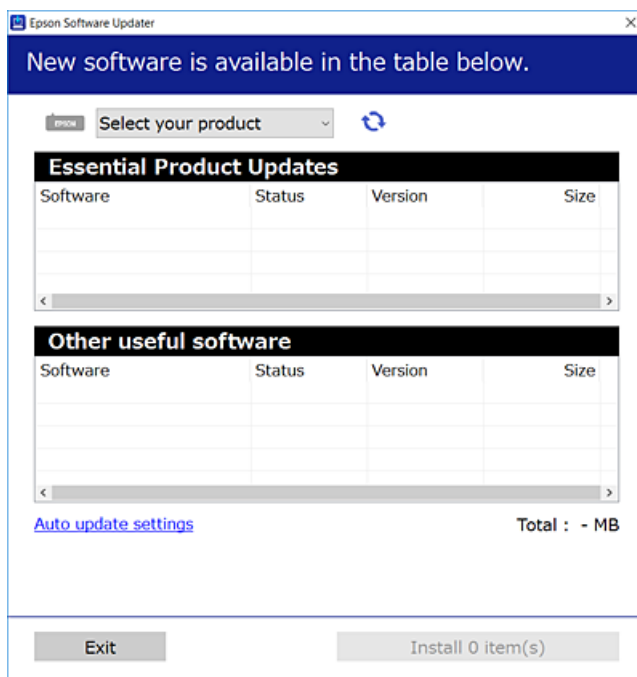 Epson Software Updater
New software is available in the table below.
EPSON Select your product
Essential Product Updates
Software Status Version Size
Other useful software
Software Status Version Size
Auto update settings Total : - MB
Exit Install 0 item(s)